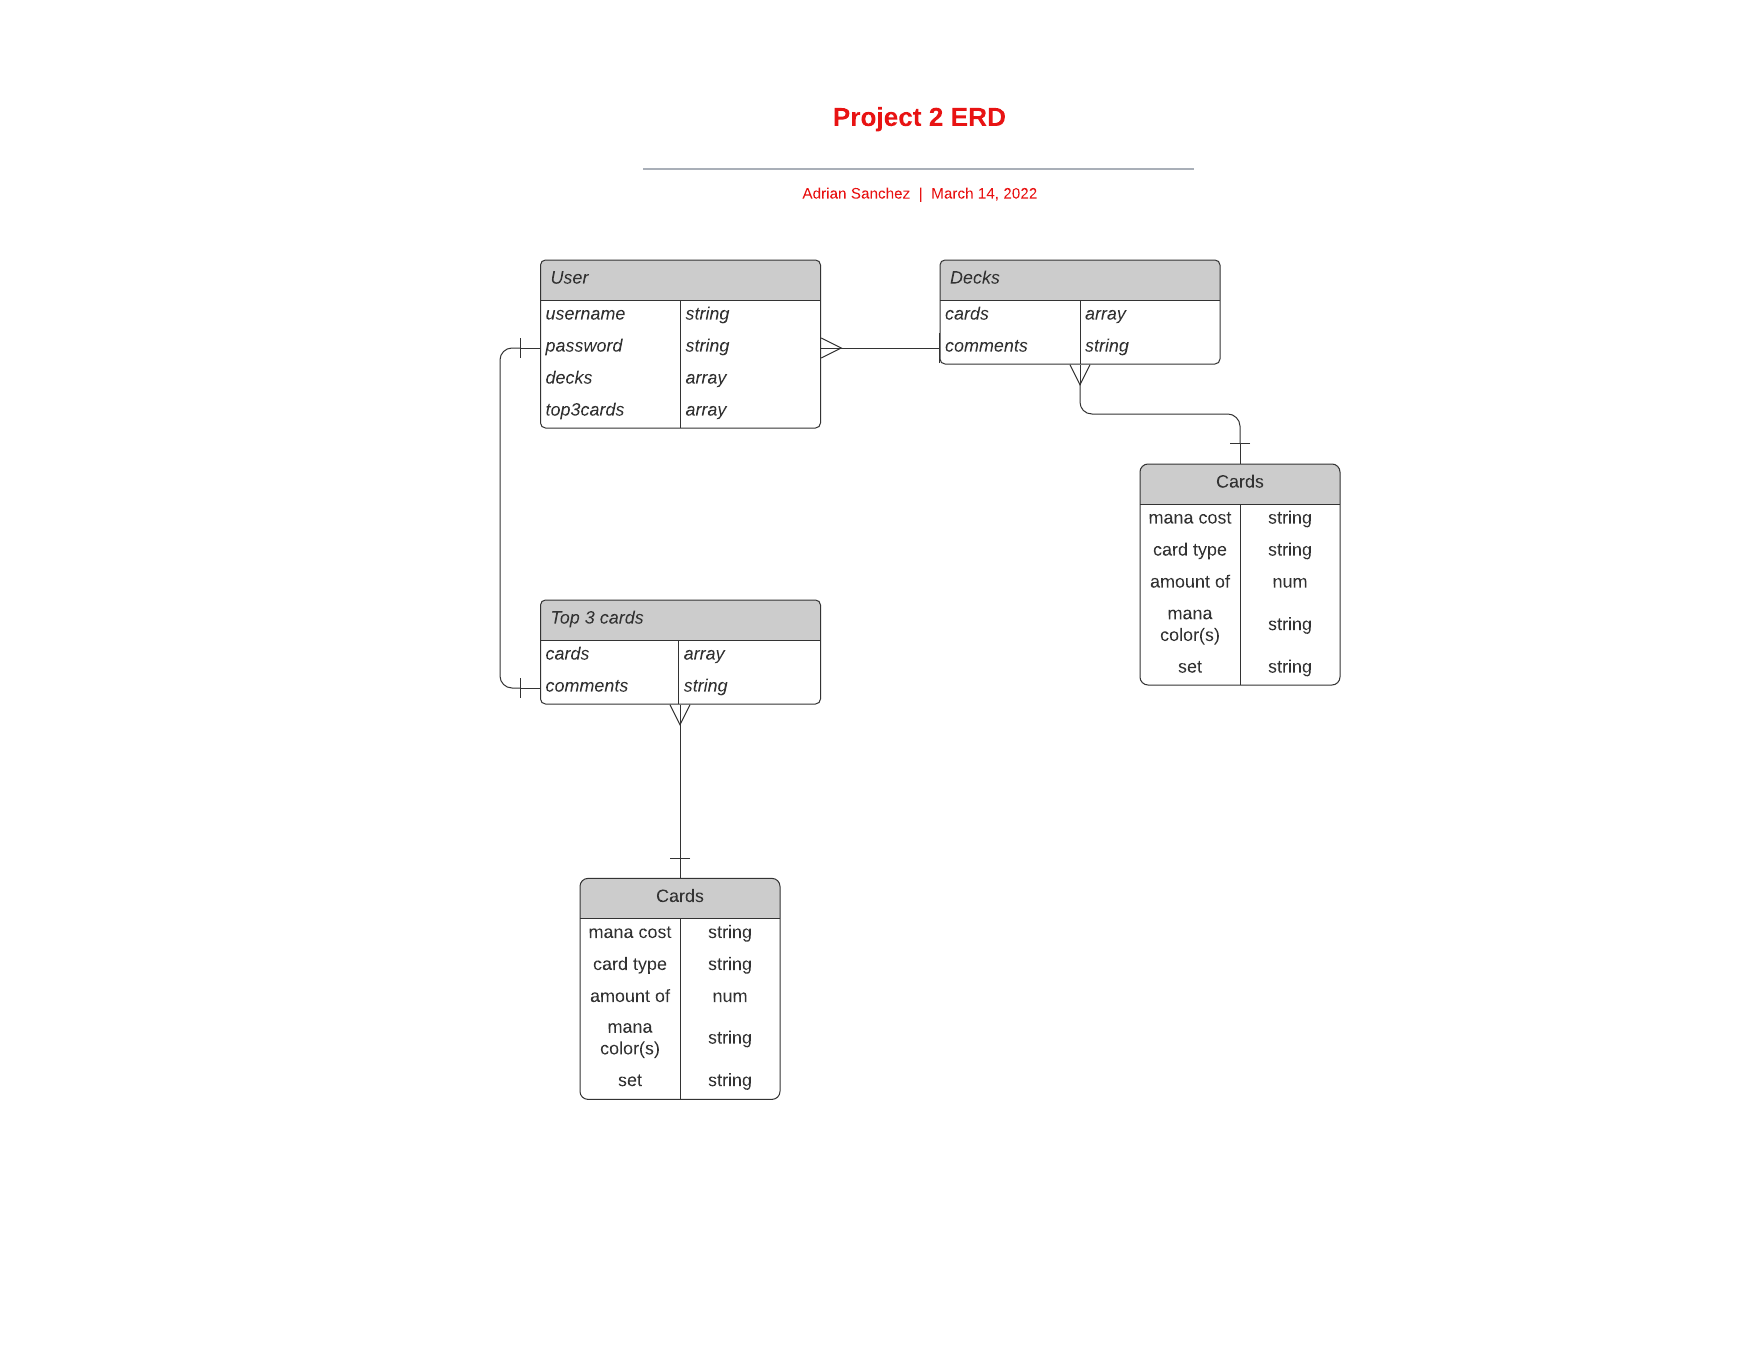 Project 2 ERD
Adrian Sanchez | March 14, 2022
User
username string
password string
decks array
top3cards array
Decks
cards array
comments string
Cards
mana cost string
card type string
amount of num
mana
color(s) string
set string
Top 3 cards
cards array
comments string
Cards
mana cost string
card type string
amount of num
mana
color(s) string
set string